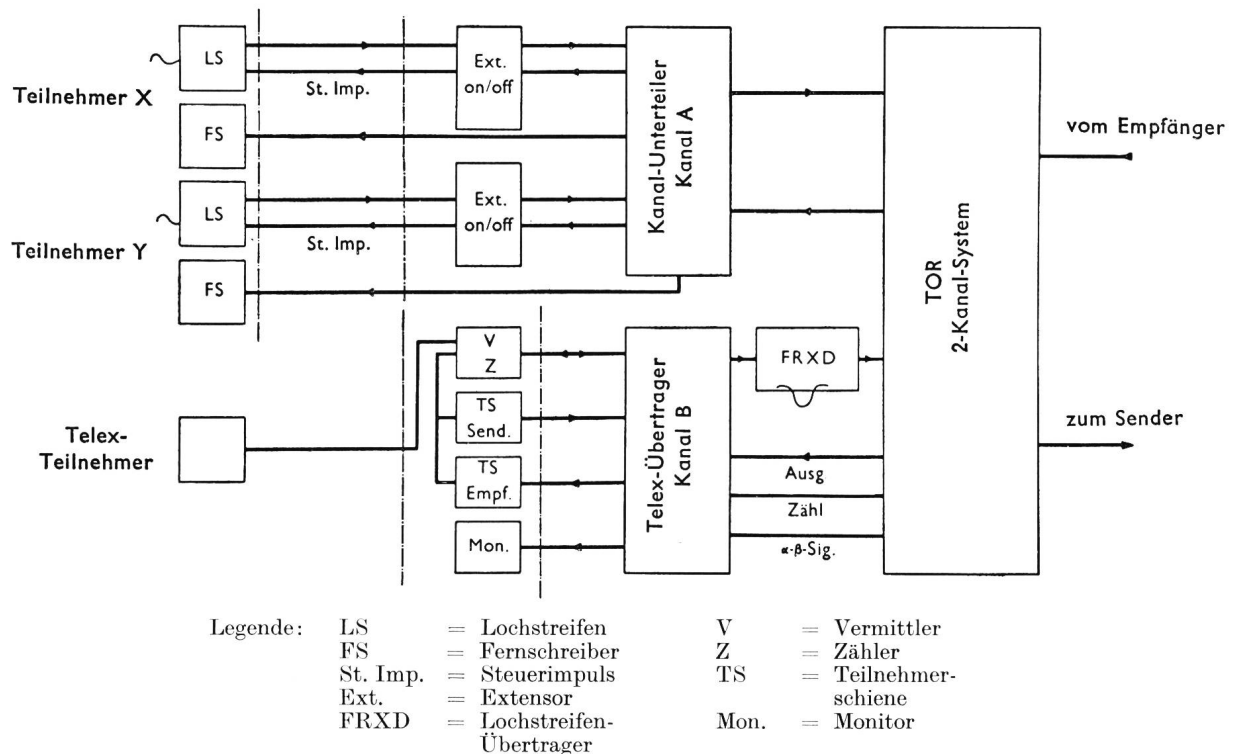 LS
Ext.
on/off
St. Imp.
Teilnehmer X
FS
Kanal-Unterteiler
Kanal A
vom Empfänger
LS
Ext.
on/off
St. Imp.
Teilnehmer Y
FS
TOR
2-Kanal-System
V
Z
FRXD
TS
Send.
Telex-
Teilnehmer
TS
Empf.
Telex-Übertrager
Kanal B
zum Sender
Ausg
Zähl
Mon.
α-β-Sig.
Legende: LS = Lochstreifen V = Vermittler
FS = Fernschreiber Z = Zähler
St. Imp. = Steuerimpuls TS = Teilnehmer-
Ext. = Extensor schiene
FRXD = Lochstreifen- Mon. = Monitor
Übertrager